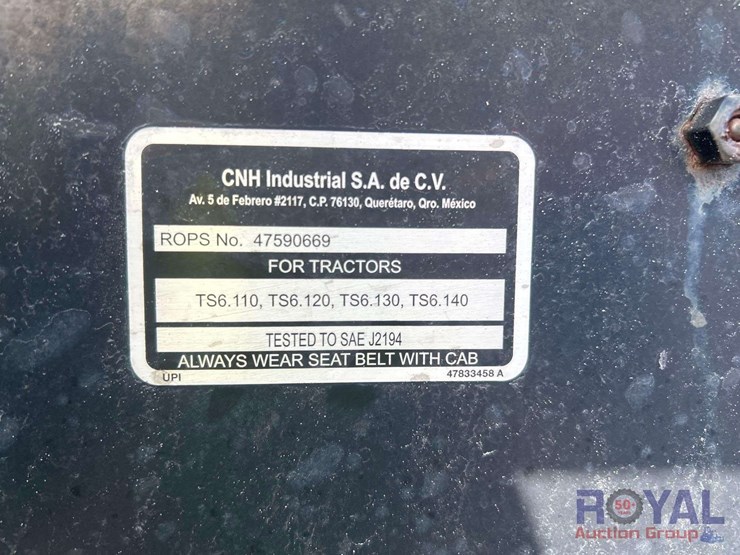 CNH Industrial S.A. de C.V.
Av. 5 de Febrero #2117, C.P. 76130, Querétaro, Qro. México
ROPS No. 47590669
FOR TRACTORS
TS6.110, TS6.120, TS6.130, TS6.140
TESTED TO SAE J2194
ALWAYS WEAR SEAT BELT WITH CAB
UPI 47833458 A
ROYAL
50
Auction Group